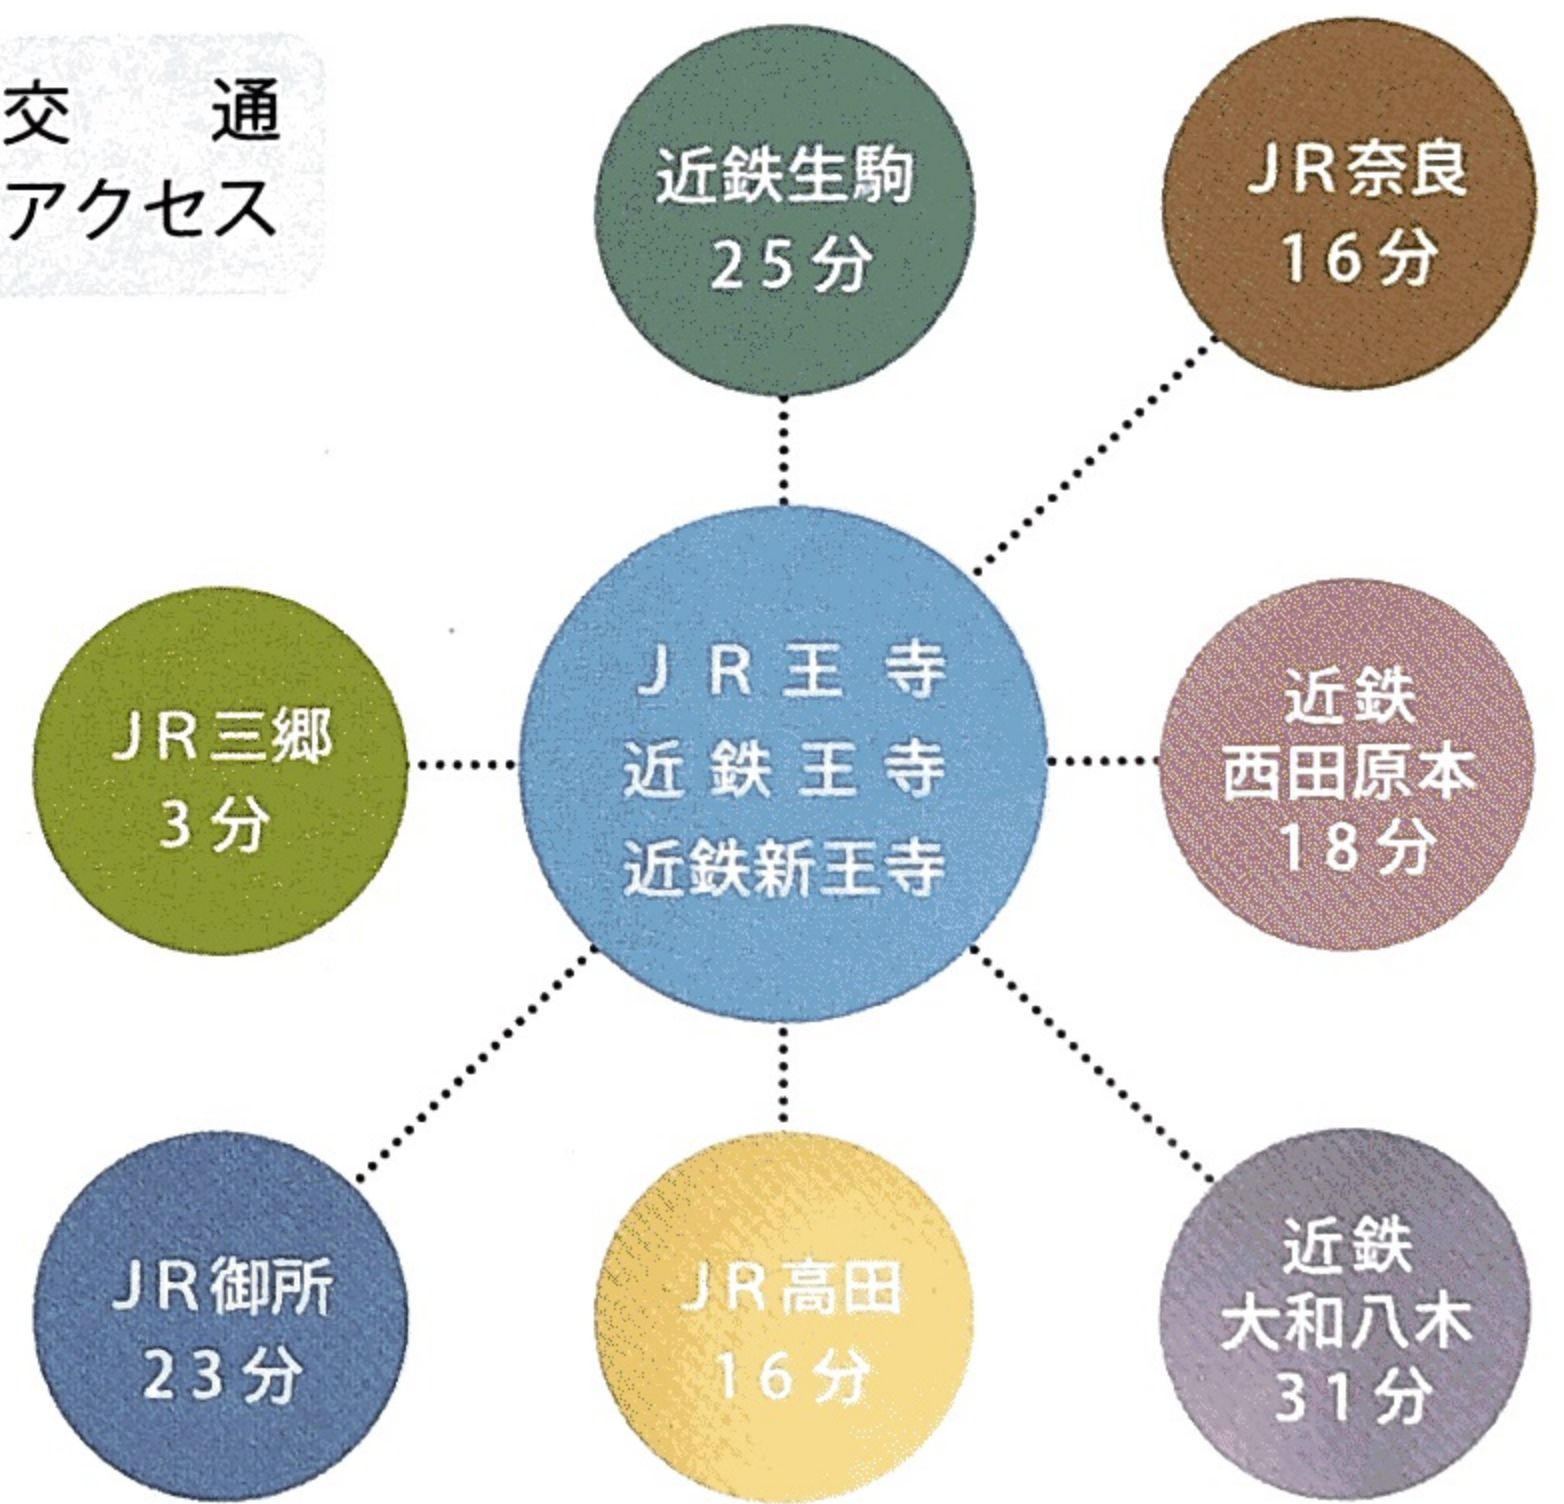 交通
アクセス
近鉄生駒
25分
JR奈良
16分
JR王寺
近鉄王寺
近鉄新王寺
JR三郷
3分
近鉄
西田原本
18分
JR御所
23分
JR高田
16分
近鉄
大和八木
31分